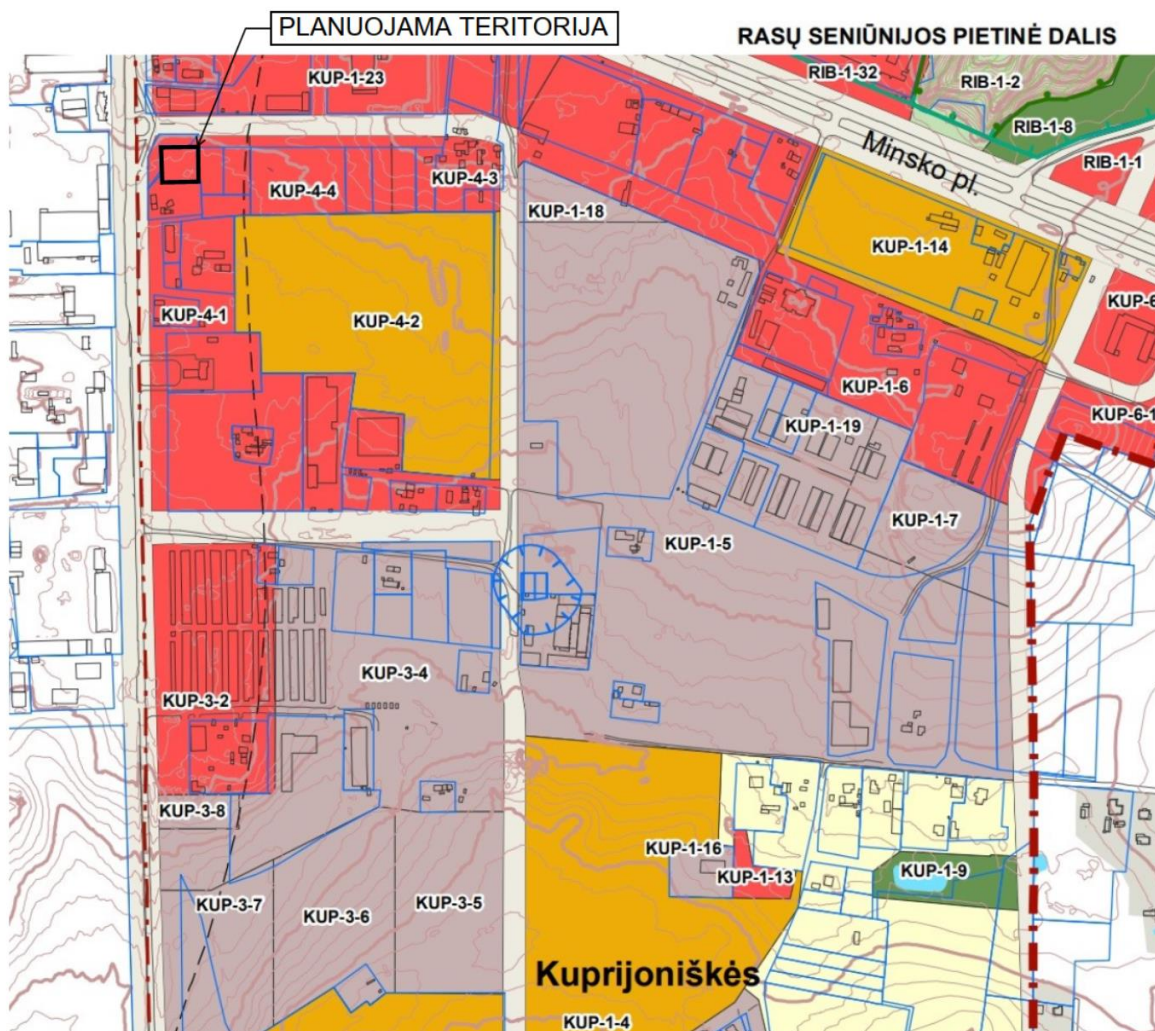 PLANUOJAMA TERITORIJA
RASŲ SENIŪNIJOS PIETINĖ DALIS
KUP-1-23
RIB-1-32
RIB-1-2
RIB-1-8
Minsko pl.
RIB-1-1
KUP-4-4
KUP-4-3
KUP-1-18
KUP-1-14
KUP-4-1
KUP-4-2
KUP-6
KUP-1-6
KUP-6-1
KUP-1-19
KUP-1-7
KUP-1-5
KUP-3-4
KUP-3-2
KUP-3-8
KUP-1-16
KUP-1-13
KUP-1-9
KUP-3-7
KUP-3-6
KUP-3-5
Kuprijoniškės
KUP-1-4